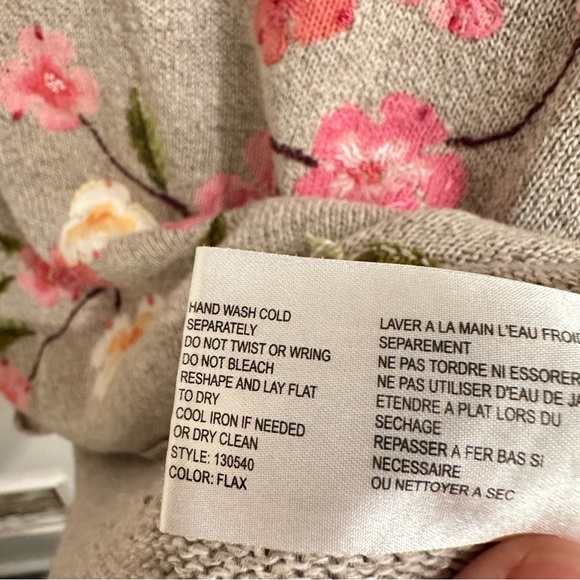 HAND WASH COLD
SEPARATELY
DO NOT TWIST OR WRING
DO NOT BLEACH
RESHAPE AND LAY FLAT
TO DRY
COOL IRON IF NEEDED
OR DRY CLEAN
STYLE: 130540
COLOR: FLAX
LAVER A LA MAIN L'EAU FROID
SEPAREMENT
NE PAS TORDRE NI ESSORER
NE PAS UTILISER D'EAU DE JA
ETENDRE A PLAT LORS DU
SECHAGE
REPASSER A FER BAS SI
NECESSAIRE
OU NETTOYER A SEC